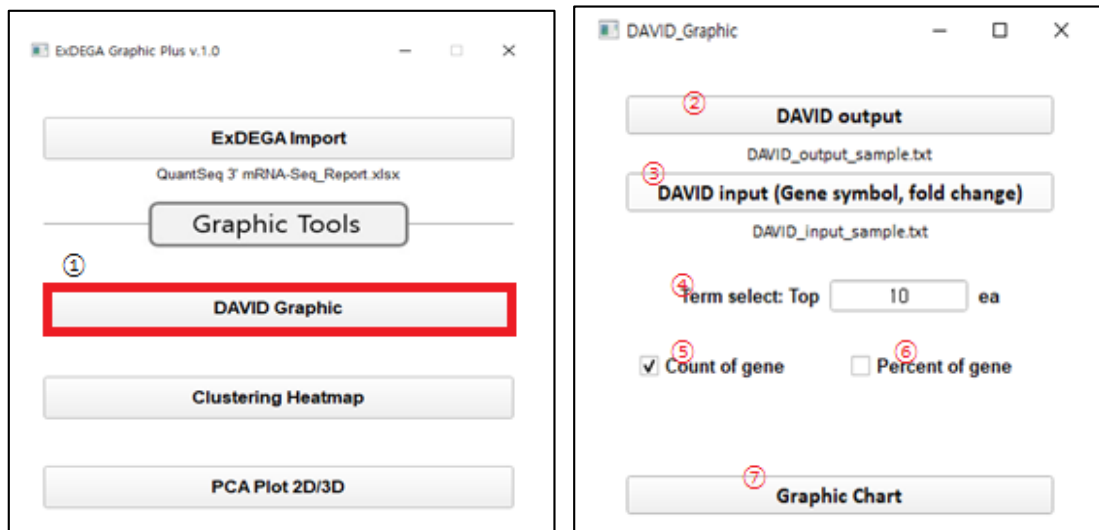 ExDEGA Graphic Plus v.1.0
ExDEGA Import
QuantSeq 3' mRNA-Seq_Report.xlsx
Graphic Tools
①
DAVID Graphic
Clustering Heatmap
PCA Plot 2D/3D
DAVID_Graphic
②
DAVID output
DAVID_output_sample.txt
③
DAVID input (Gene symbol, fold change)
DAVID_input_sample.txt
④
Term select: Top 10 ea
⑤ ⑥
Count of gene Percent of gene
⑦
Graphic Chart